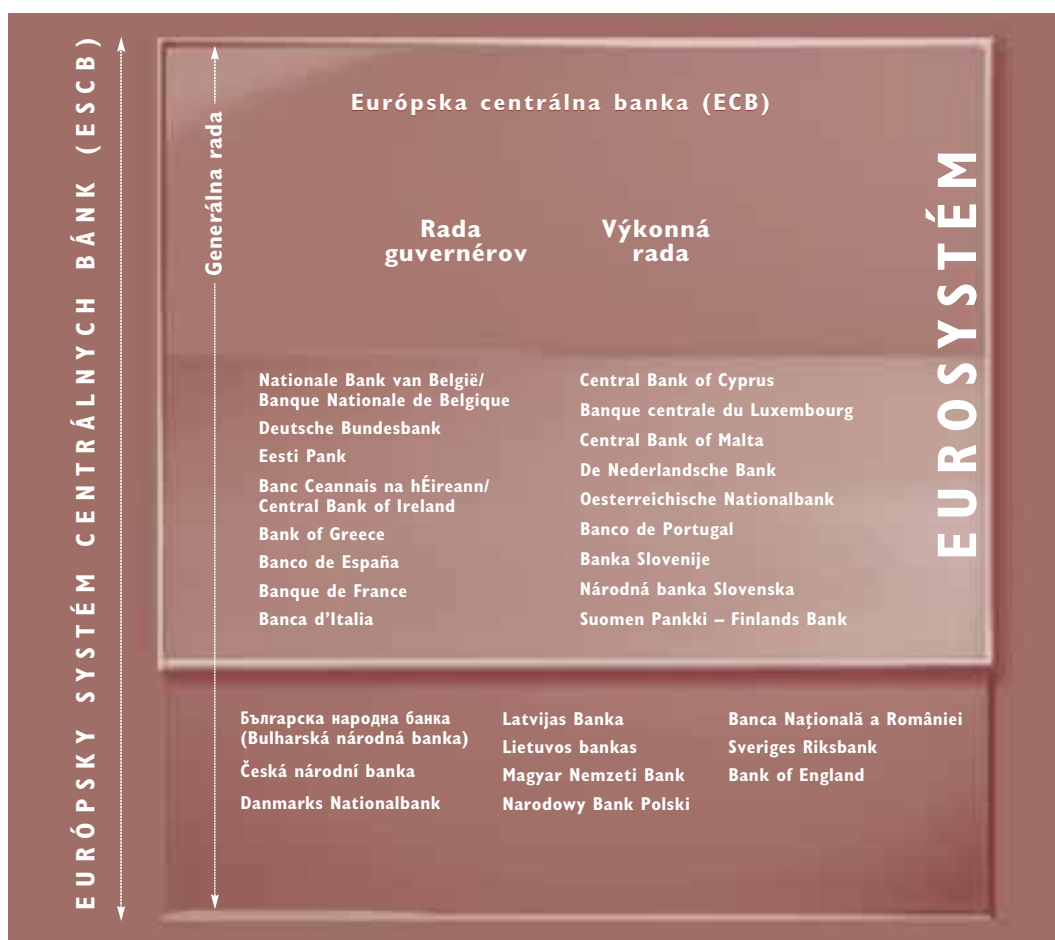 EURÓPSKY SYSTÉM CENTRÁLNYCH BÁNK (ESCB)
Generálna rada
Európska centrálna banka (ECB)
Rada
guvernérov
Výkonná
rada
EUROSYSTÉM
Nationale Bank van België/
Banque Nationale de Belgique
Deutsche Bundesbank
Eesti Pank
Banc Ceannais na hÉireann/
Central Bank of Ireland
Bank of Greece
Banco de España
Banque de France
Banca d’Italia
Central Bank of Cyprus
Banque centrale du Luxembourg
Central Bank of Malta
De Nederlandsche Bank
Oesterreichische Nationalbank
Banco de Portugal
Banka Slovenije
Národná banka Slovenska
Suomen Pankki – Finlands Bank
Българска народна банка
(Bulharská národná banka)
Česká národní banka
Danmarks Nationalbank
Latvijas Banka
Lietuvos bankas
Magyar Nemzeti Bank
Narodowy Bank Polski
Banca Națională a României
Sveriges Riksbank
Bank of England